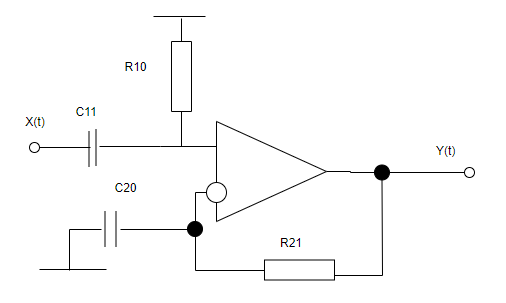 R10
C11
X(t)
Y(t)
C20
R21